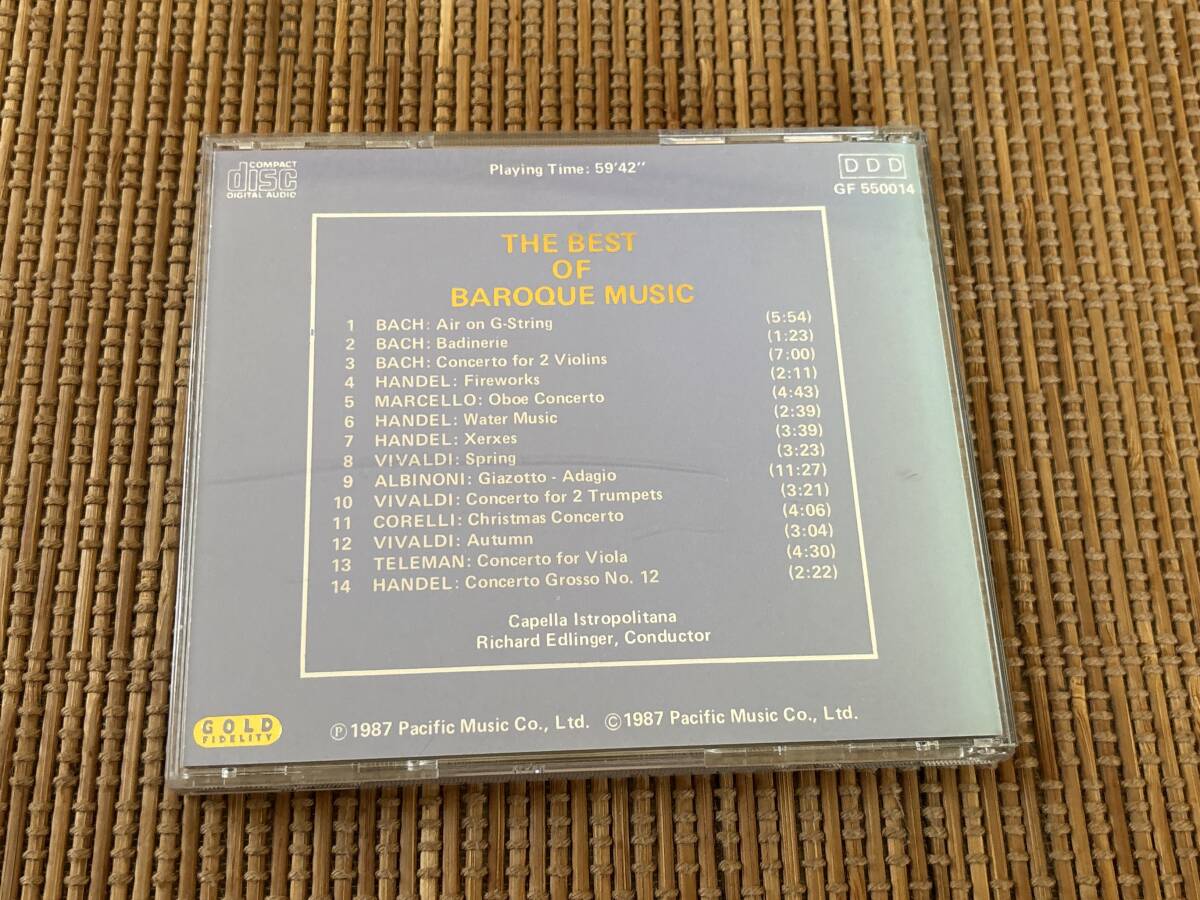 COMPACT
disc
DIGITAL AUDIO
Playing Time: 59'42''
DDD
GF 550014
THE BEST
OF
BAROQUE MUSIC
1 BACH: Air on G-String (5:54)
2 BACH: Badinerie (1:23)
3 BACH: Concerto for 2 Violins (7:00)
4 HANDEL: Fireworks (2:11)
5 MARCELLO: Oboe Concerto (4:43)
6 HANDEL: Water Music (2:39)
7 HANDEL: Xerxes (3:39)
8 VIVALDI: Spring (3:23)
9 ALBINONI: Giazotto - Adagio (11:27)
10 VIVALDI: Concerto for 2 Trumpets (3:21)
11 CORELLI: Christmas Concerto (4:06)
12 VIVALDI: Autumn (3:04)
13 TELEMAN: Concerto for Viola (4:30)
14 HANDEL: Concerto Grosso No. 12 (2:22)
Capella Istropolitana
Richard Edlinger, Conductor
GOLD
FIDELITY
℗ 1987 Pacific Music Co., Ltd. © 1987 Pacific Music Co., Ltd.